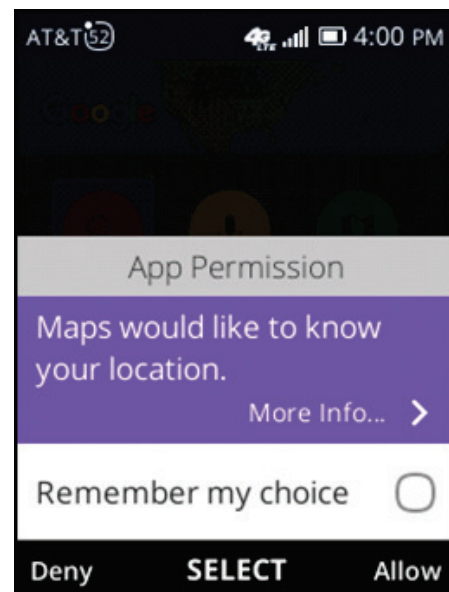 AT&T 52 4G LTE 4:00 PM
Google
App Permission
Maps would like to know
your location.
More Info...
Remember my choice
Deny SELECT Allow